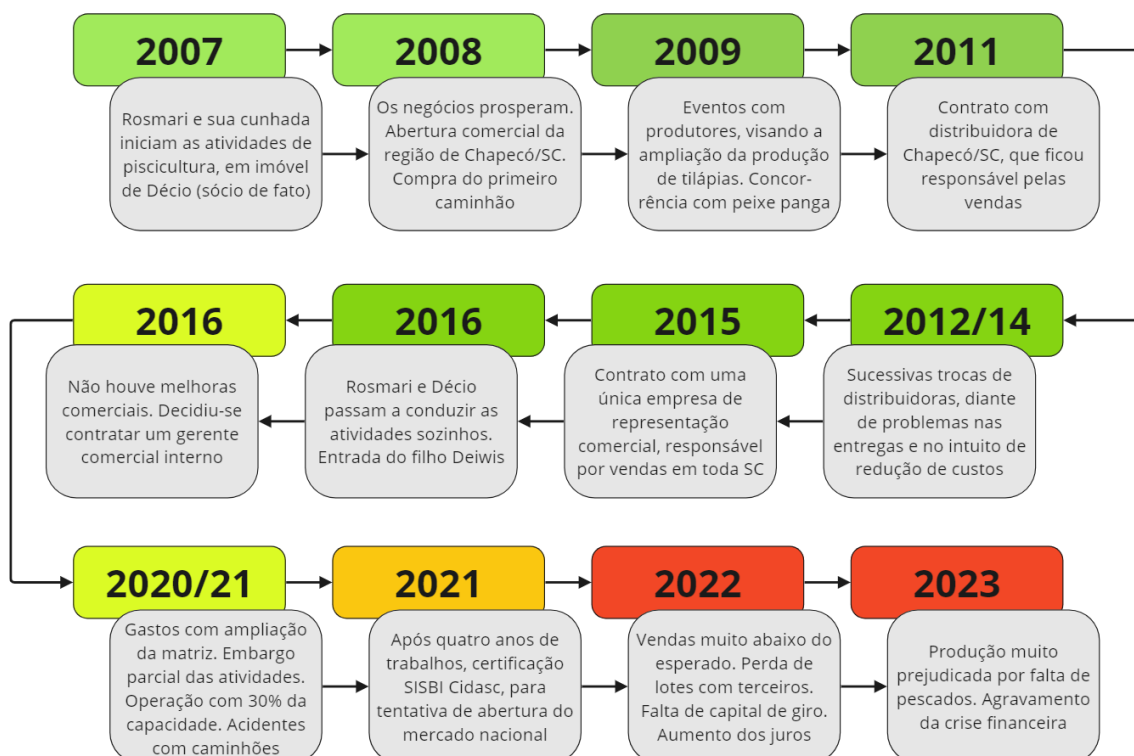 2007
Rosmari e sua cunhada
iniciam as atividades de
piscicultura, em imóvel
de Décio (sócio de fato)
2008
Os negócios prosperam.
Abertura comercial da
região de Chapecó/SC.
Compra do primeiro
caminhão
2009
Eventos com
produtores, visando a
ampliação da produção
de tilápias. Concor-
rência com peixe panga
2011
Contrato com
distribuidora de
Chapecó/SC, que ficou
responsável pelas
vendas
2012/14
Sucessivas trocas de
distribuidoras, diante
de problemas nas
entregas e no intuito de
redução de custos
2015
Contrato com uma
única empresa de
representação
comercial, responsável
por vendas em toda SC
2016
Rosmari e Décio
passam a conduzir as
atividades sozinhos.
Entrada do filho Deiwis
2016
Não houve melhoras
comerciais. Decidiu-se
contratar um gerente
comercial interno
2020/21
Gastos com ampliação
da matriz. Embargo
parcial das atividades.
Operação com 30% da
capacidade. Acidentes
com caminhões
2021
Após quatro anos de
trabalhos, certificação
SISBI Cidasc, para
tentativa de abertura do
mercado nacional
2022
Vendas muito abaixo do
esperado. Perda de
lotes com terceiros.
Falta de capital de giro.
Aumento dos juros
2023
Produção muito
prejudicada por falta de
pescados. Agravamento
da crise financeira